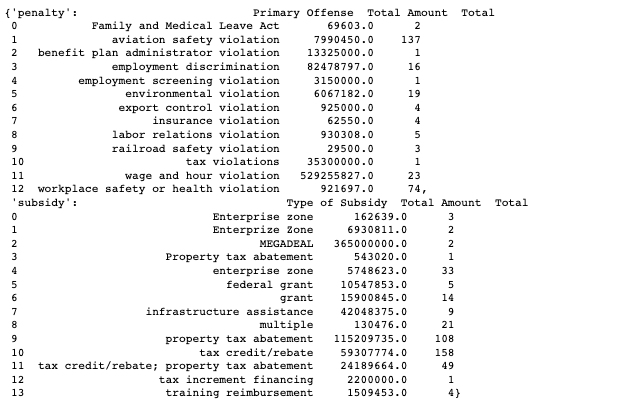 {'penalty': Primary Offense Total Amount Total
0 Family and Medical Leave Act 69603.0 2
1 aviation safety violation 7990450.0 137
2 benefit plan administrator violation 13325000.0 1
3 employment discrimination 82478797.0 16
4 employment screening violation 3150000.0 1
5 environmental violation 6067182.0 19
6 export control violation 925000.0 4
7 insurance violation 62550.0 4
8 labor relations violation 930308.0 5
9 railroad safety violation 29500.0 3
10 tax violations 35300000.0 1
11 wage and hour violation 529255827.0 23
12 workplace safety or health violation 921697.0 74,
'subsidy': Type of Subsidy Total Amount Total
0 Enterprise zone 162639.0 3
1 Enterprize Zone 6930811.0 2
2 MEGADEAL 365000000.0 2
3 Property tax abatement 543020.0 1
4 enterprise zone 5748623.0 33
5 federal grant 10547853.0 5
6 grant 15900845.0 14
7 infrastructure assistance 42048375.0 9
8 multiple 130476.0 21
9 property tax abatement 115209735.0 108
10 tax credit/rebate 59307774.0 158
11 tax credit/rebate; property tax abatement 24189664.0 49
12 tax increment financing 2200000.0 1
13 training reimbursement 1509453.0 4}